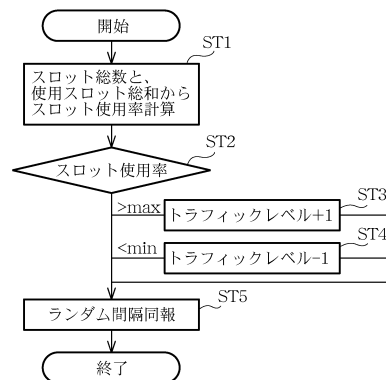 開始
ST1
スロット総数と、
使用スロット総和から
スロット使用率計算
ST2
スロット使用率
>max
トラフィックレベル+1
ST3
<min
トラフィックレベル-1
ST4
ランダム間隔同報
ST5
終了